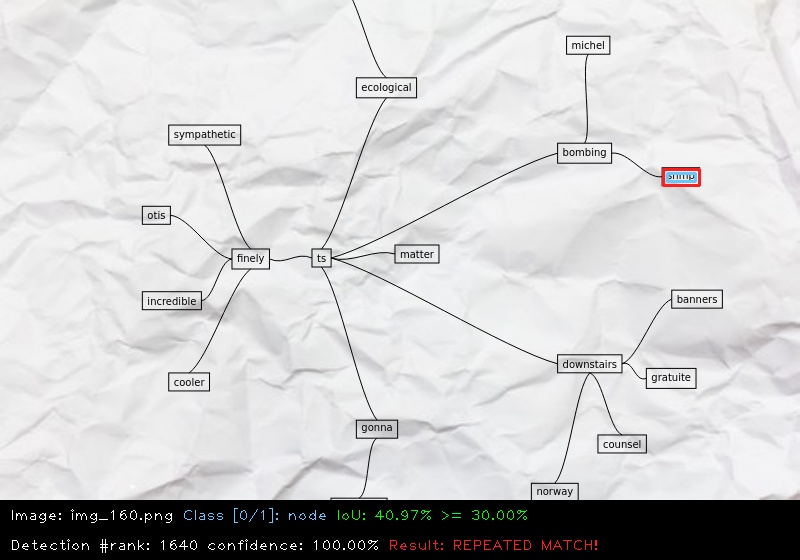 michel
ecological
sympathetic
bombing
otis
finely
ts
matter
incredible
banners
downstairs
gratuite
cooler
gonna
counsel
norway
Image: img_160.png Class [0/1]: node IoU: 40.97% >= 30.00%
Detection #rank: 1640 confidence: 100.00% Result: REPEATED MATCH!